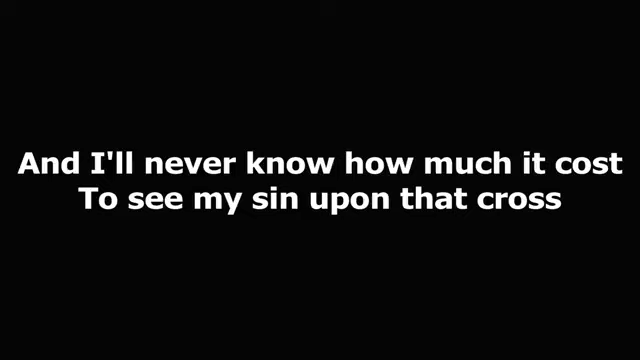 And I'll never know how much it cost
To see my sin upon that cross